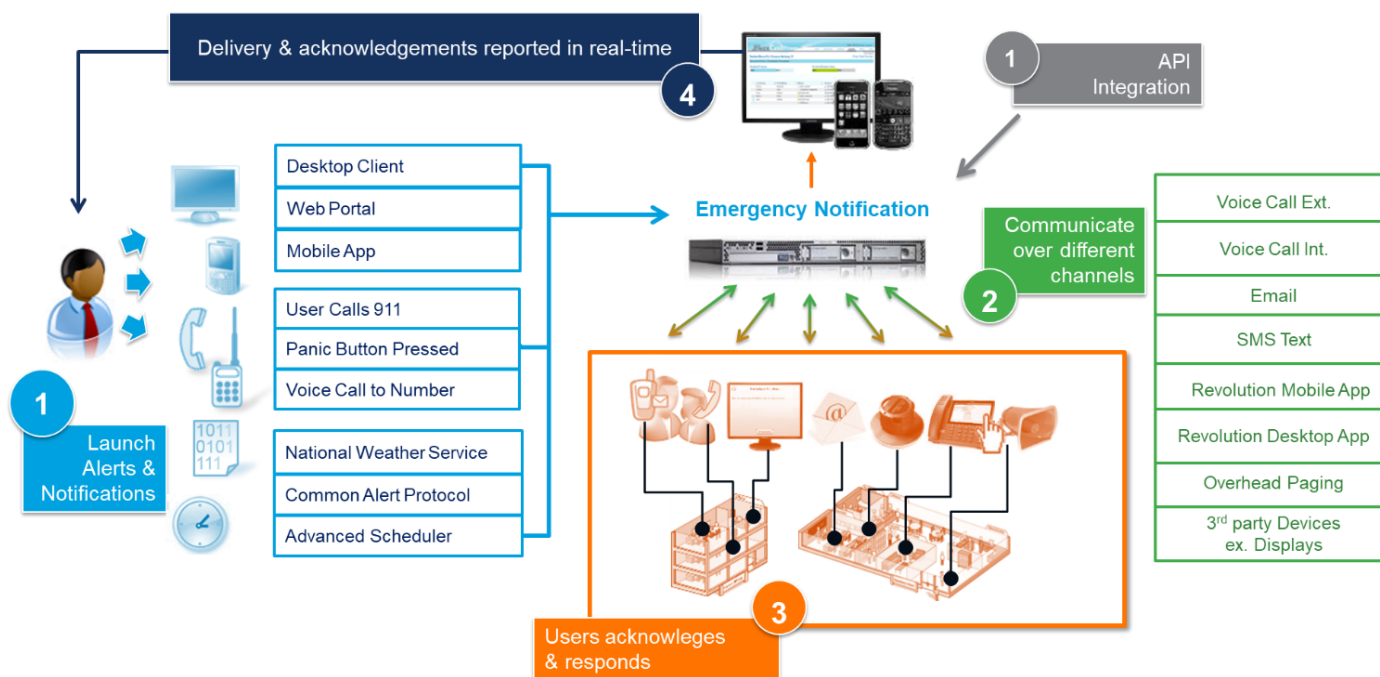 Delivery & acknowledgements reported in real-time
4
1
API
Integration
Desktop Client
Web Portal
Mobile App
User Calls 911
Panic Button Pressed
Voice Call to Number
National Weather Service
Common Alert Protocol
Advanced Scheduler
1
Launch
Alerts &
Notifications
1011
0101
111
Emergency Notification
Communicate
over different
channels
2
Voice Call Ext.
Voice Call Int.
Email
SMS Text
Revolution Mobile App
Revolution Desktop App
Overhead Paging
3rd party Devices
ex. Displays
@
3
Users acknowleges
& responds